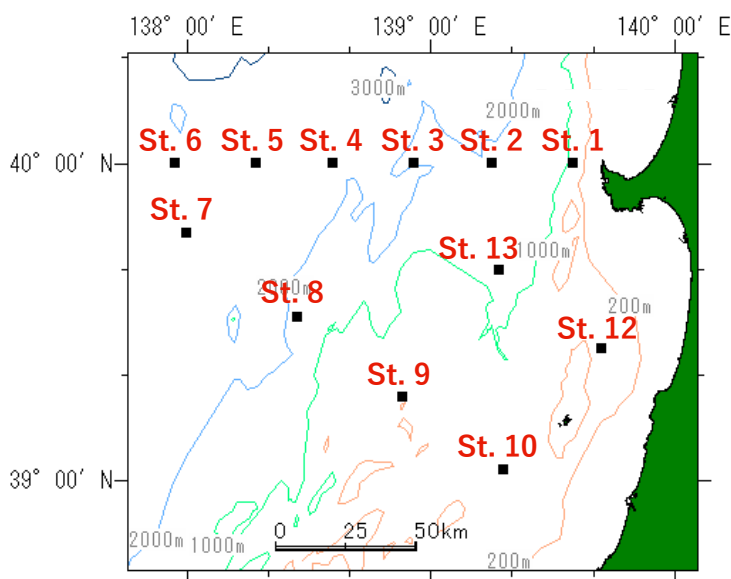 138° 00′ E
139° 00′ E
140° 00′ E
3000m
2000m
St. 6
St. 5
St. 4
St. 3
St. 2
St. 1
40° 00′ N
St. 7
St. 13
1000m
2000m
St. 8
200m
St. 12
St. 9
St. 10
39° 00′ N
0 25 50km
2000m
1000m
200m